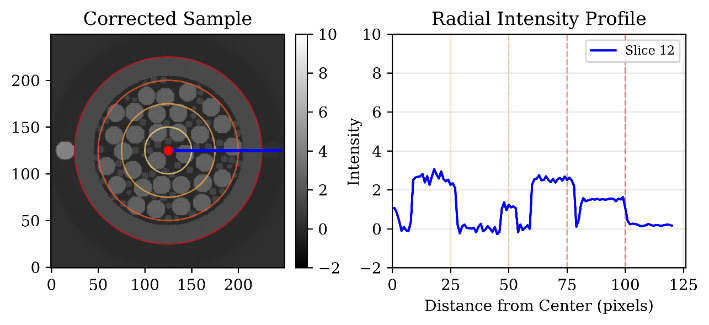 Corrected Sample
200
150
100
50
0
0 50 100 150 200
10
8
6
4
2
0
−2
Radial Intensity Profile
Slice 12
Intensity
10
8
6
4
2
0
−2
0 25 50 75 100 125
Distance from Center (pixels)